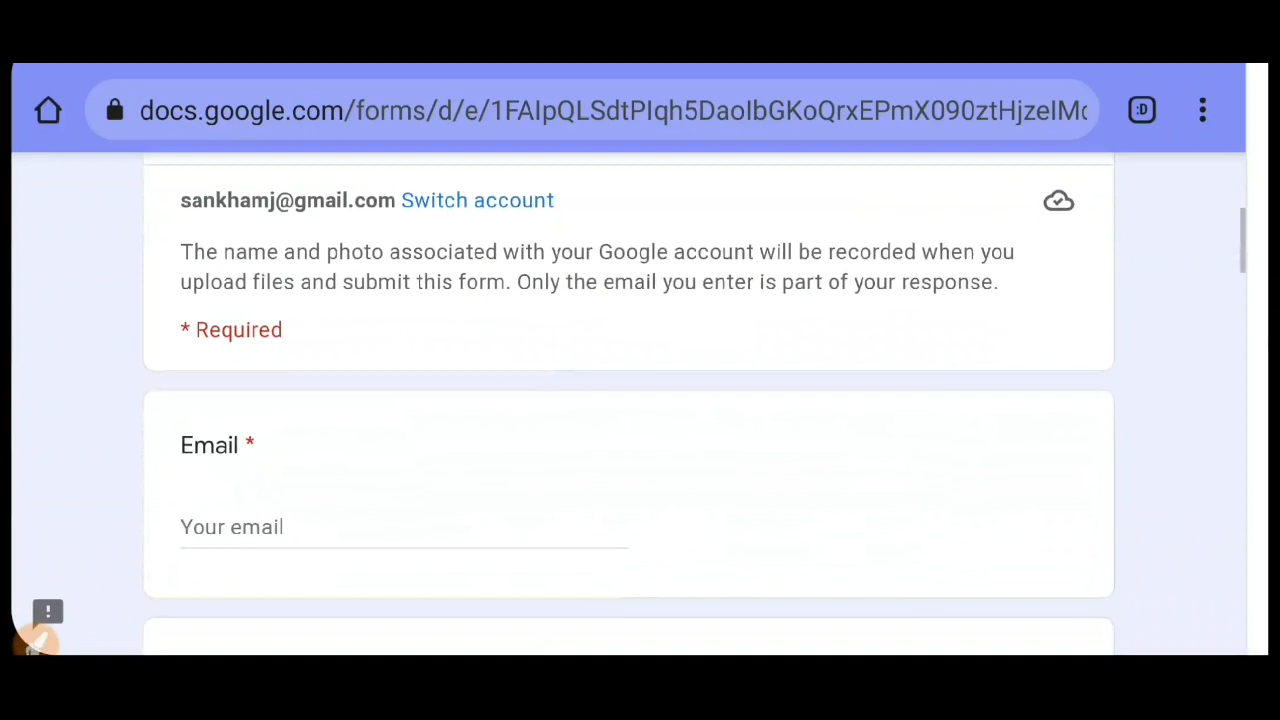 docs.google.com/forms/d/e/1FAIpQLSdtPIqh5DaoIbGKoQrxEPmX090ztHjzeIMc
:D
sankhamj@gmail.com Switch account
The name and photo associated with your Google account will be recorded when you
upload files and submit this form. Only the email you enter is part of your response.
* Required
Email *
Your email